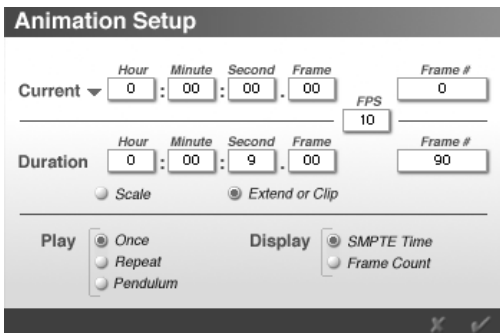 Animation Setup
Hour Minute Second Frame Frame #
Current 0 : 00 : 00 . 00 0
FPS
10
Hour Minute Second Frame Frame #
Duration 0 : 00 : 9 . 00 90
Scale Extend or Clip
Play Once Display SMPTE Time
Repeat Frame Count
Pendulum